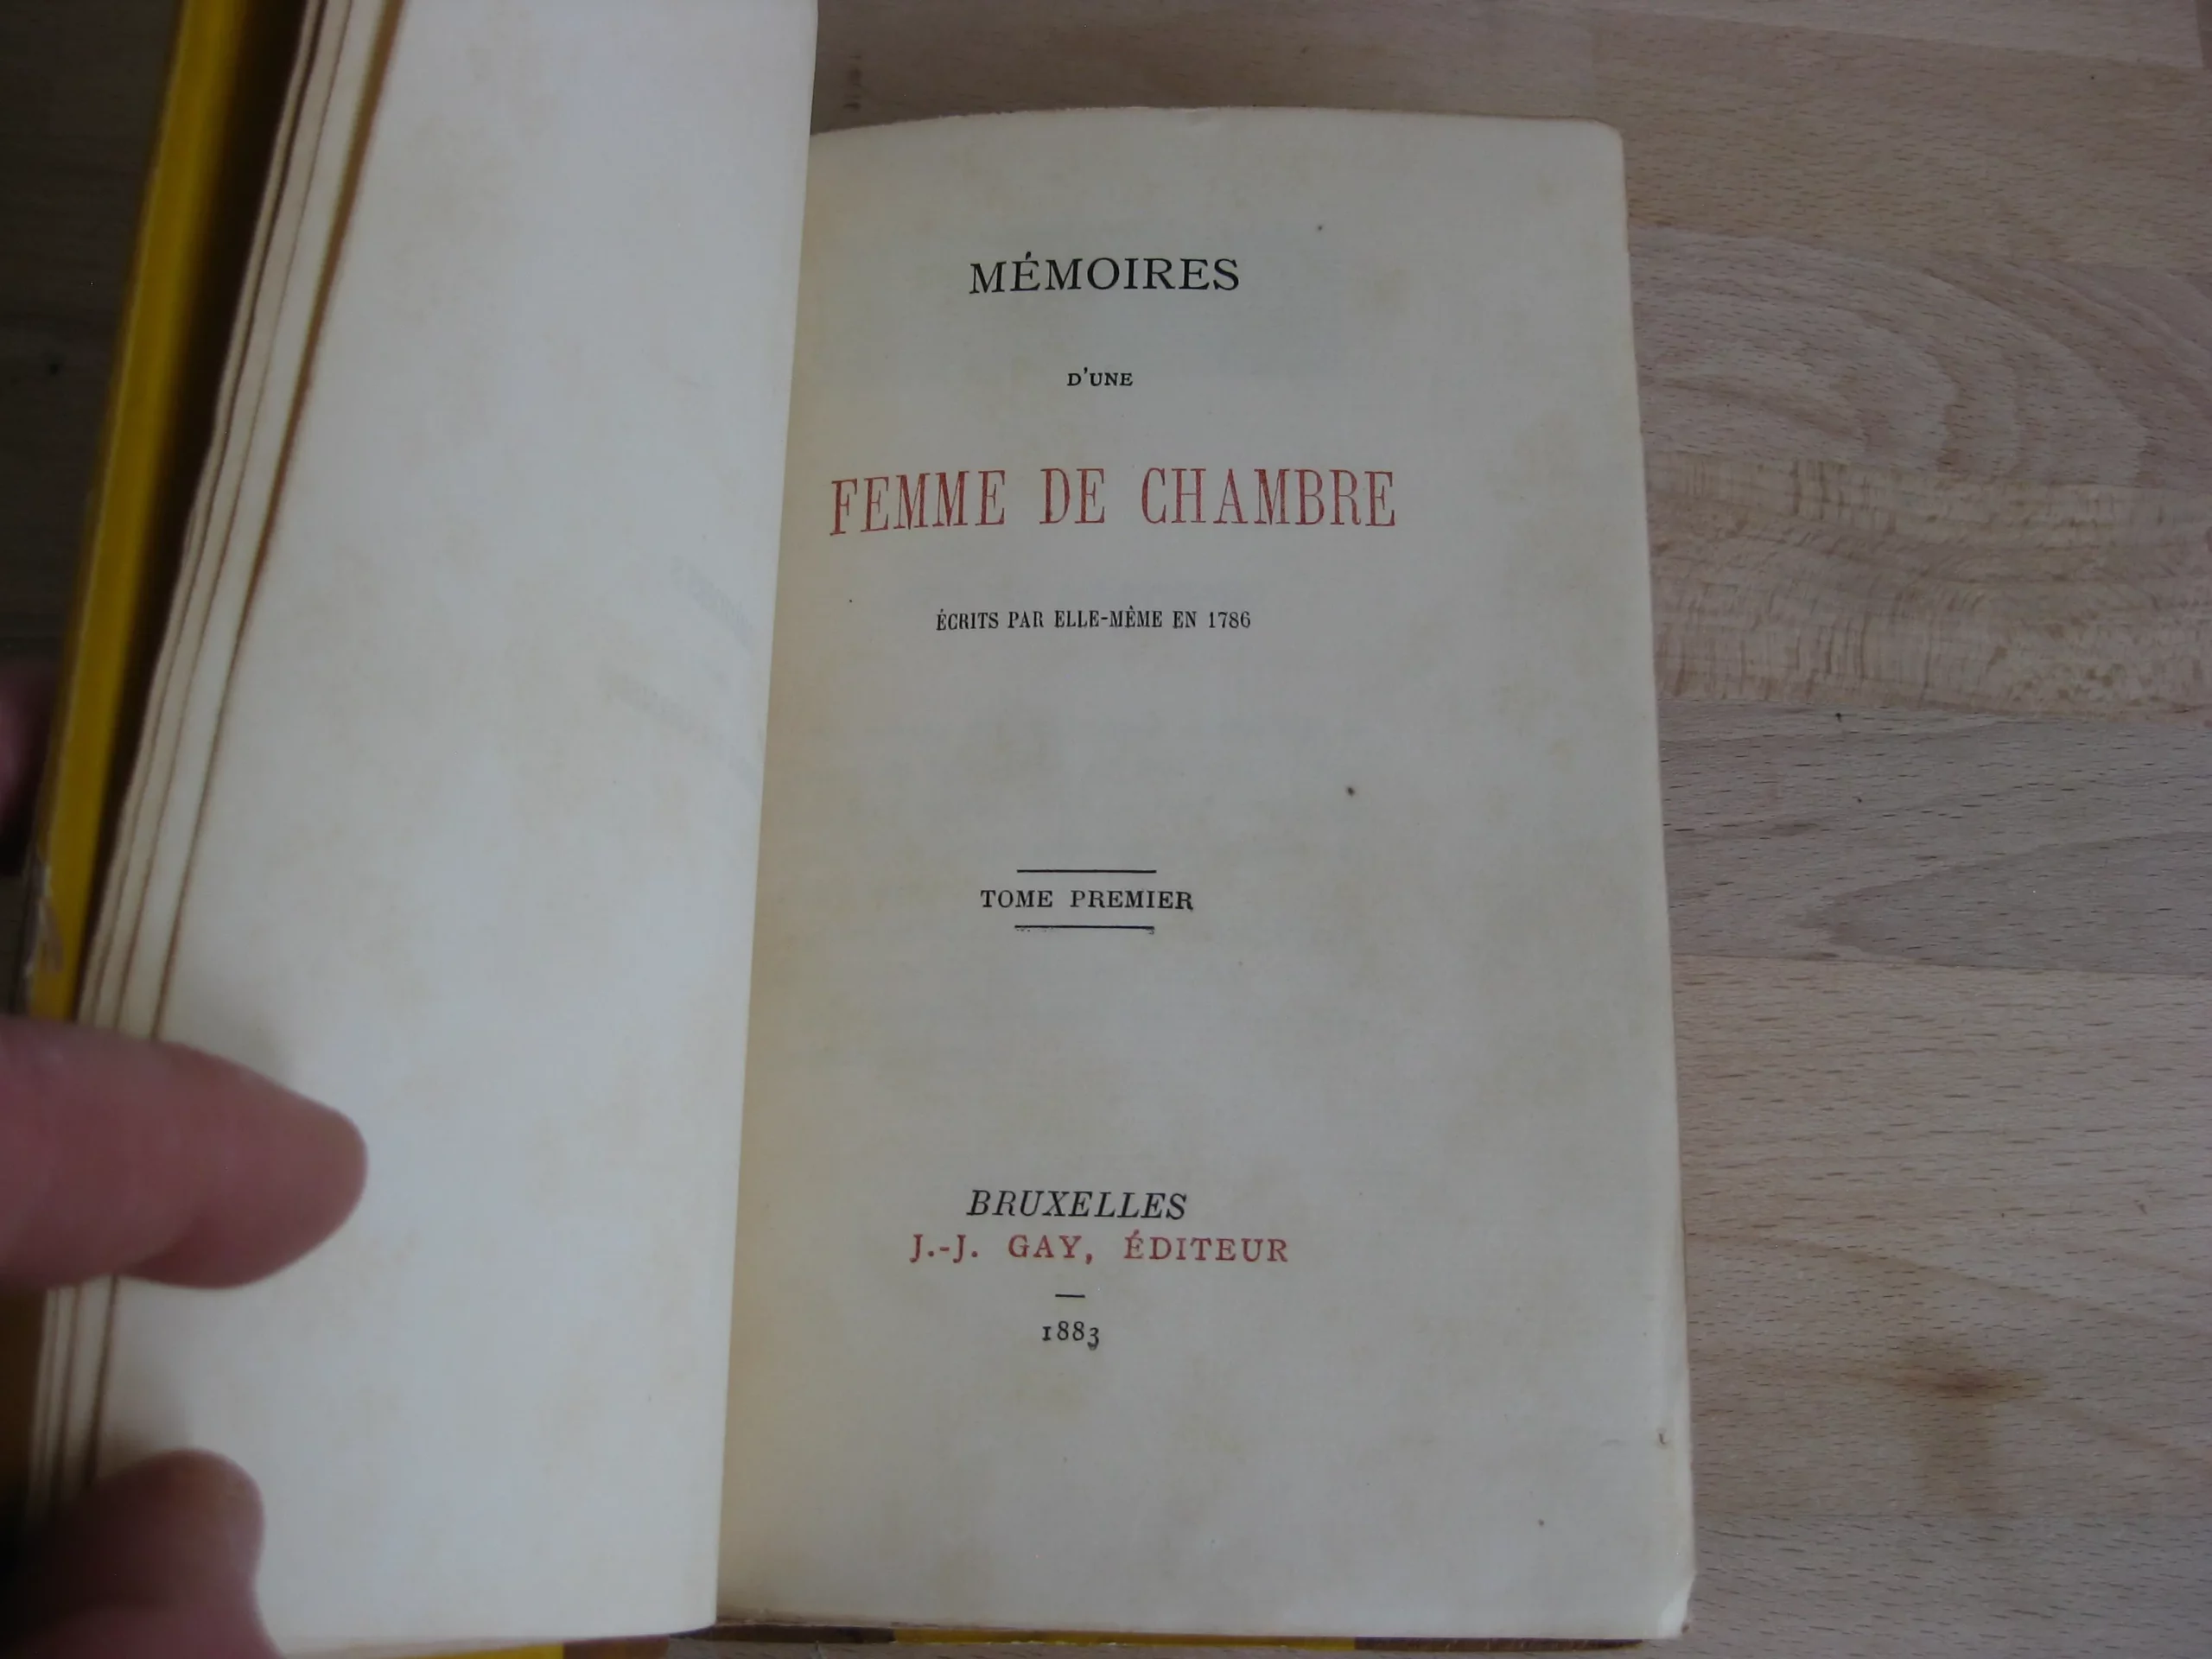 MÉMOIRES
D'UNE
FEMME DE CHAMBRE
ÉCRITS PAR ELLE-MÊME EN 1786
TOME PREMIER
BRUXELLES
J.-J. GAY, ÉDITEUR
1883